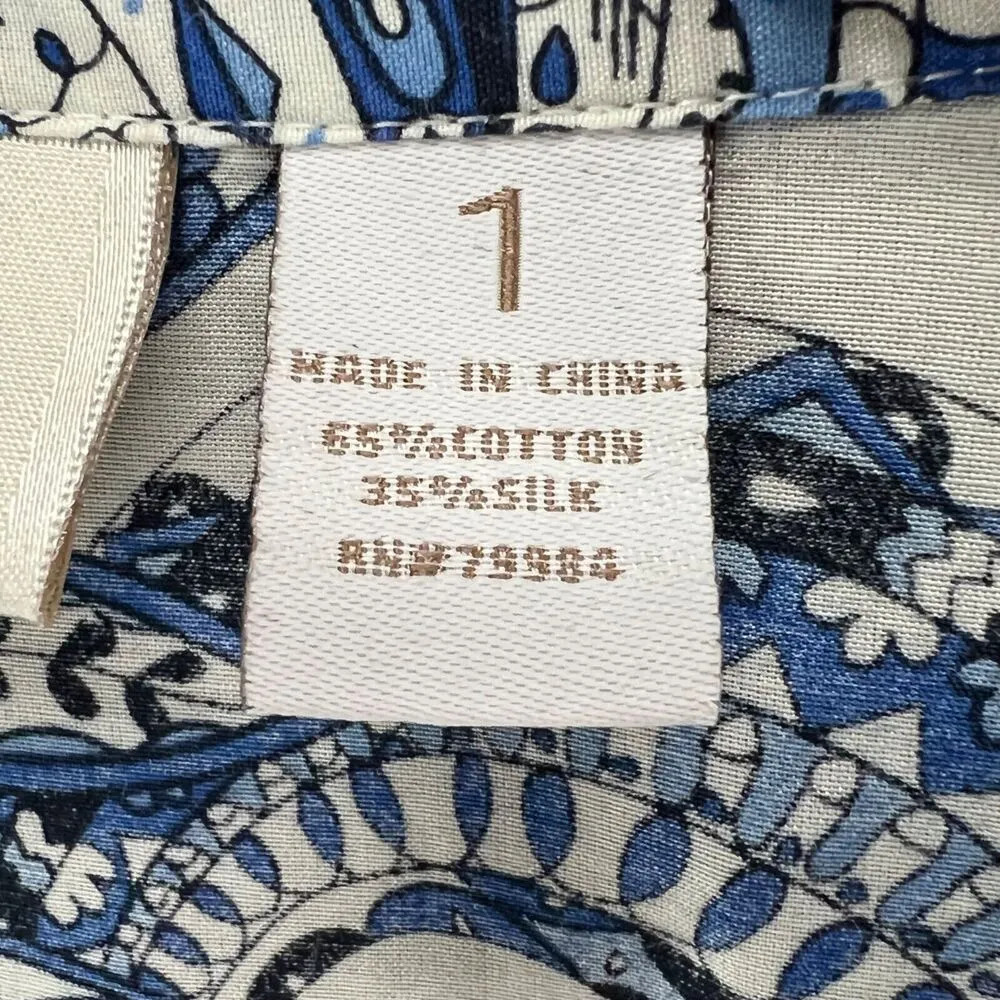 1
MADE IN CHINA
65%COTTON
35%SILK
RN#79984